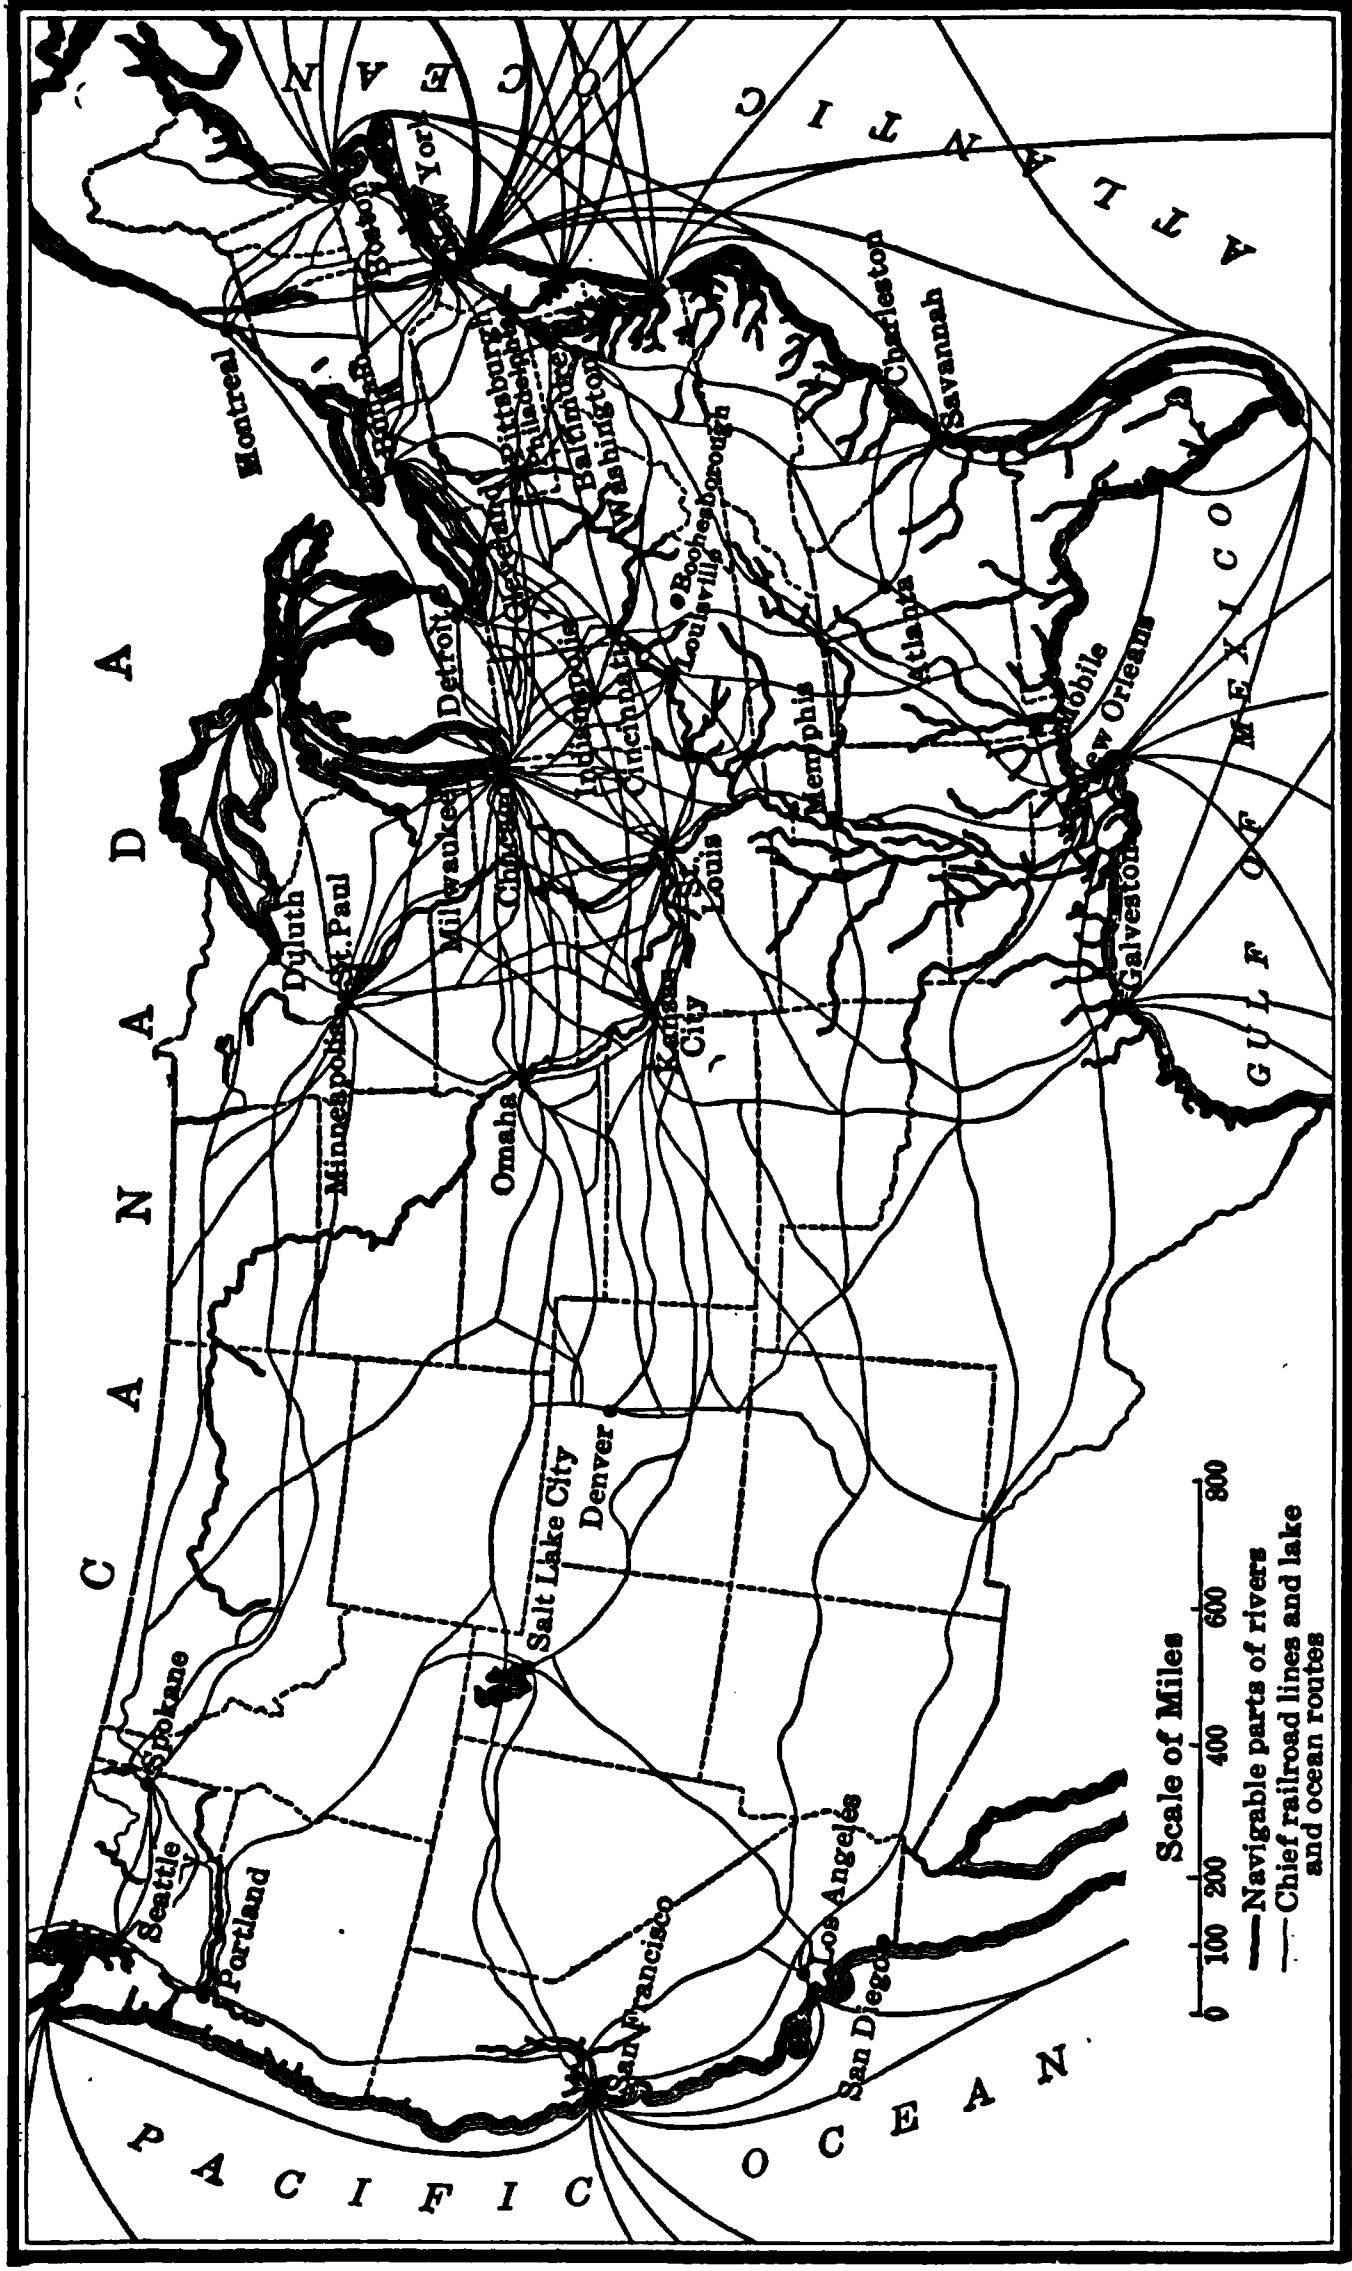 CANADA
PACIFIC OCEAN
ATLANTIC OCEAN
GULF OF MEXICO
Seattle
Spokane
Portland
San Francisco
Los Angeles
San Diego
Salt Lake City
Denver
Omaha
Minneapolis
St. Paul
Duluth
Milwaukee
Chicago
Kansas
City
St.
Louis
Indianapolis
Cincinnati
Louisville
Boonesborough
Detroit
Cleveland
Pittsburgh
Philadelphia
Baltimore
Washington
Buffalo
Montreal
Boston
New York
Charleston
Savannah
Atlanta
Memphis
Mobile
New Orleans
Galveston
Scale of Miles
0 100 200 400 600 800
Navigable parts of rivers
Chief railroad lines and lake
and ocean routes